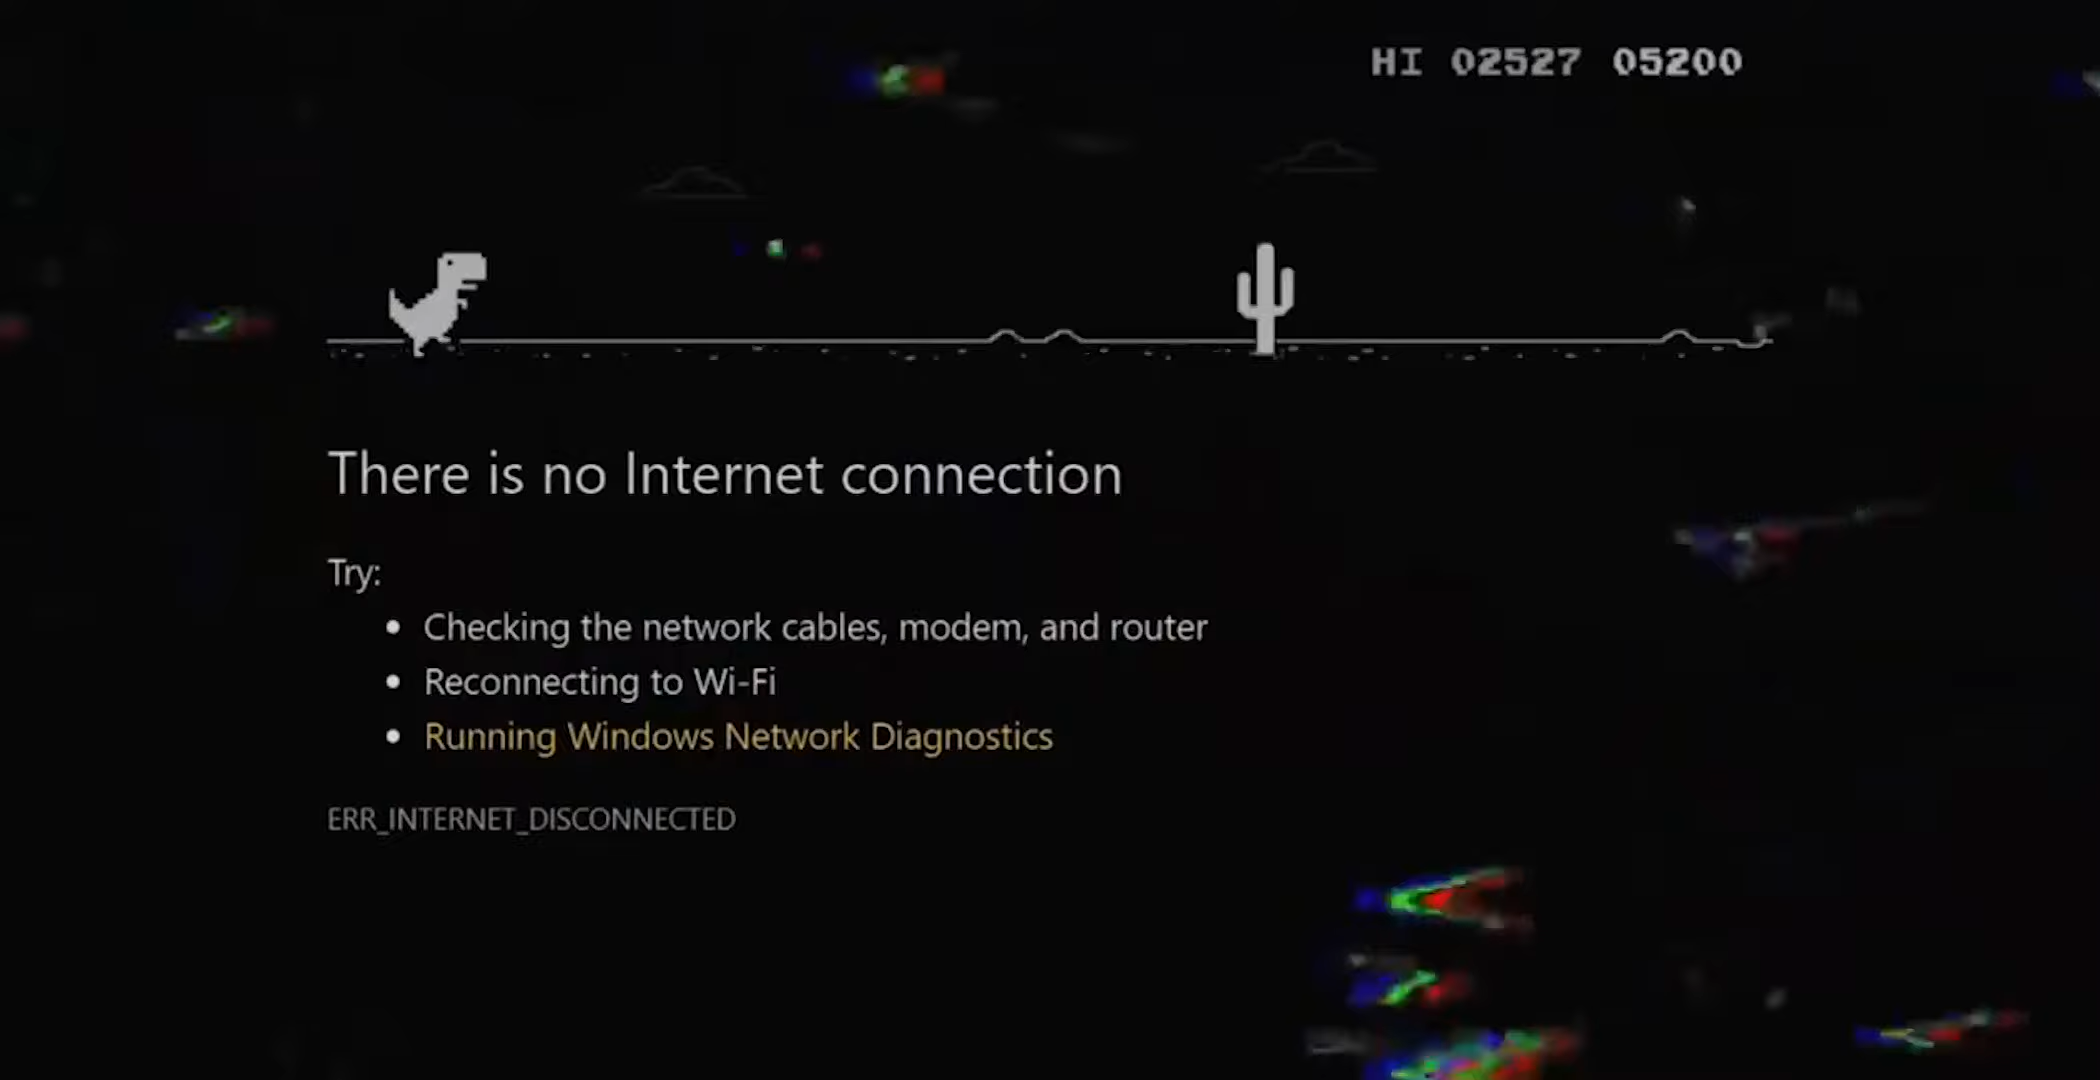 HI 02527 05200
There is no Internet connection
Try:
• Checking the network cables, modem, and router
• Reconnecting to Wi-Fi
• Running Windows Network Diagnostics
ERR_INTERNET_DISCONNECTED